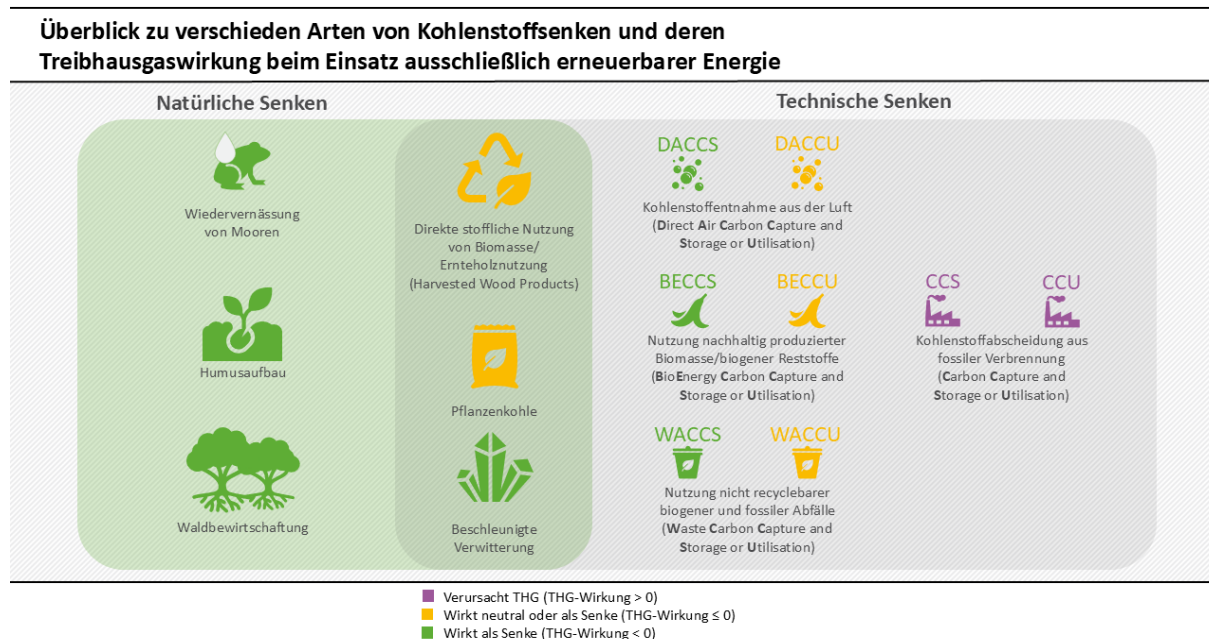 Überblick zu verschieden Arten von Kohlenstoffsenken und deren
Treibhausgaswirkung beim Einsatz ausschließlich erneuerbarer Energie
Natürliche Senken
Technische Senken
Wiedervernässung
von Mooren
Humusaufbau
Waldbewirtschaftung
Direkte stoffliche Nutzung
von Biomasse/
Ernteholznutzung
(Harvested Wood Products)
Pflanzenkohle
Beschleunigte
Verwitterung
DACCS DACCU
Kohlenstoffentnahme aus der Luft
(Direct Air Carbon Capture and
Storage or Utilisation)
BECCS BECCU
Nutzung nachhaltig produzierter
Biomasse/biogener Reststoffe
(BioEnergy Carbon Capture and
Storage or Utilisation)
CCS CCU
Kohlenstoffabscheidung aus
fossiler Verbrennung
(Carbon Capture and
Storage or Utilisation)
WACCS WACCU
Nutzung nicht recyclebarer
biogener und fossiler Abfälle
(Waste Carbon Capture and
Storage or Utilisation)
Verursacht THG (THG-Wirkung > 0)
Wirkt neutral oder als Senke (THG-Wirkung ≤ 0)
Wirkt als Senke (THG-Wirkung < 0)